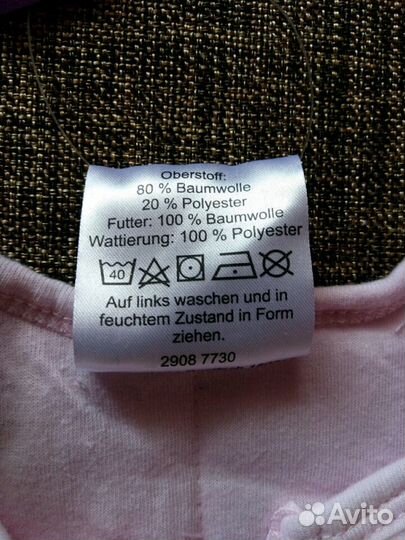 Oberstoff:
80 % Baumwolle
20 % Polyester
Futter: 100 % Baumwolle
Wattierung: 100 % Polyester
40
Auf links waschen und in
feuchtem Zustand in Form
ziehen.
2908 7730
Avito